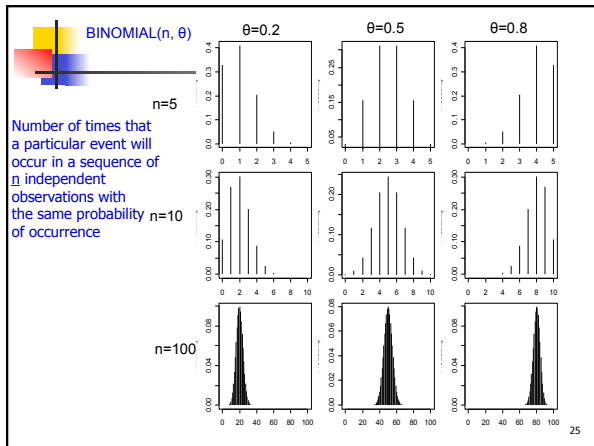 BINOMIAL(n, θ)
θ=0.2
θ=0.5
θ=0.8
n=5
Number of times that
a particular event will
occur in a sequence of
n independent
observations with
the same probability
of occurrence
n=10
n=100
0.0 0.1 0.2 0.3 0.4
0 1 2 3 4 5
0.05 0.15 0.25
0 1 2 3 4 5
0.0 0.1 0.2 0.3 0.4
0 1 2 3 4 5
0.00 0.10 0.20 0.30
0 2 4 6 8 10
0.00 0.10 0.20
0 2 4 6 8 10
0.00 0.10 0.20 0.30
0 2 4 6 8 10
0.00 0.04 0.08
0 20 40 60 80 100
0.00 0.02 0.04 0.06 0.08
0 20 40 60 80 100
0.00 0.04 0.08
0 20 40 60 80 100
25